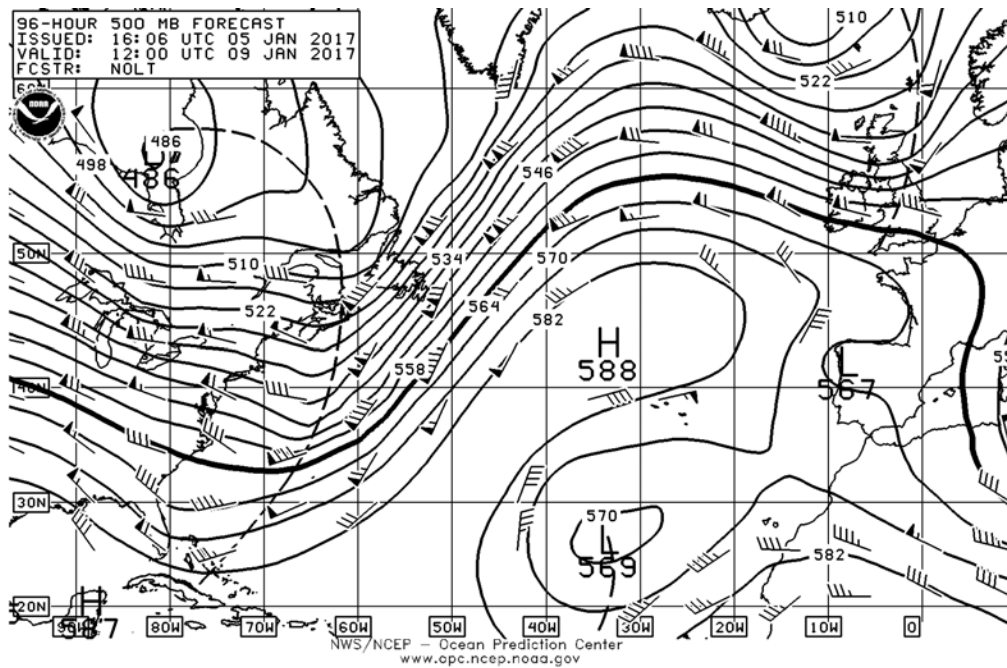 96-HOUR 500 MB FORECAST
ISSUED: 16:06 UTC 05 JAN 2017
VALID: 12:00 UTC 09 JAN 2017
FCSTR: NOLT
NOAA
510
522
486
L
486
498
546
50N
510
534
570
522
564
582
H
588
558
L
567
40N
30N
570
L
569
582
20N
H
80W
70W
60W
50W
40W
30W
20W
10W
0
NWS/NCEP – Ocean Prediction Center
www.opc.ncep.noaa.gov